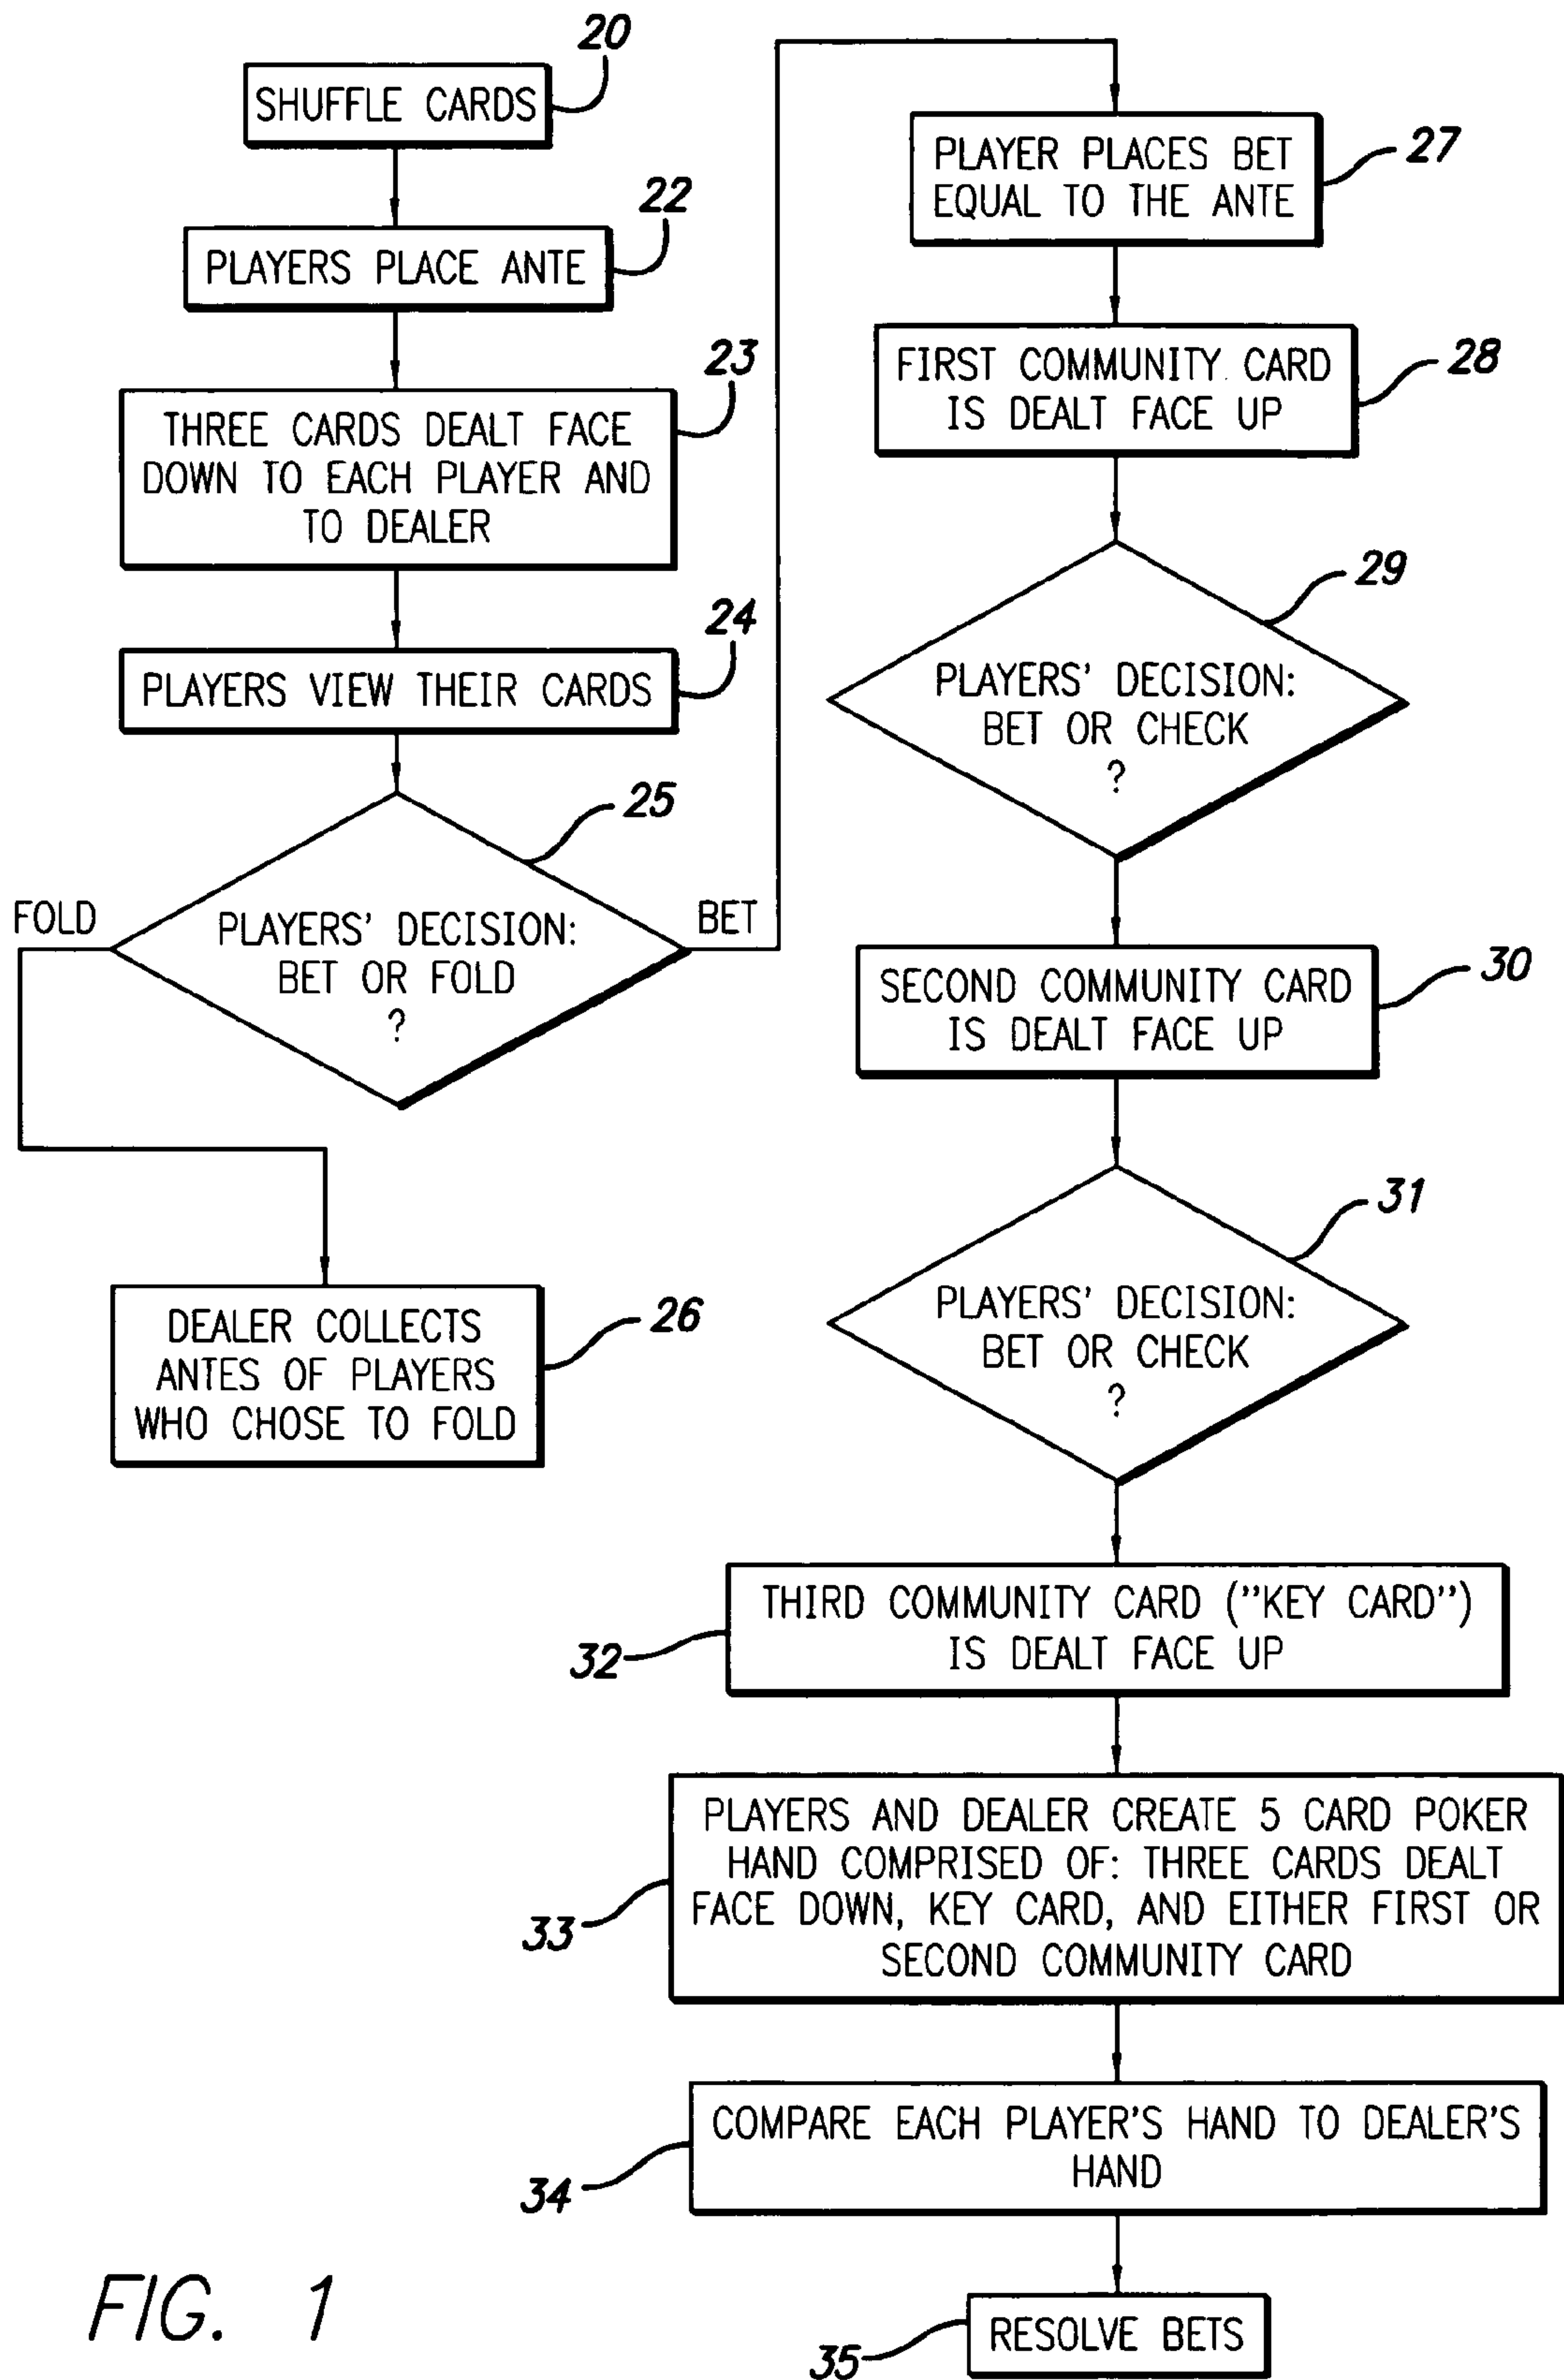 20
SHUFFLE CARDS
22
PLAYERS PLACE ANTE
23
THREE CARDS DEALT FACE
DOWN TO EACH PLAYER AND
TO DEALER
24
PLAYERS VIEW THEIR CARDS
25
FOLD
PLAYERS' DECISION:
BET OR FOLD
?
BET
26
DEALER COLLECTS
ANTES OF PLAYERS
WHO CHOSE TO FOLD
27
PLAYER PLACES BET
EQUAL TO THE ANTE
28
FIRST COMMUNITY CARD
IS DEALT FACE UP
29
PLAYERS' DECISION:
BET OR CHECK
?
30
SECOND COMMUNITY CARD
IS DEALT FACE UP
31
PLAYERS' DECISION:
BET OR CHECK
?
32
THIRD COMMUNITY CARD ("KEY CARD")
IS DEALT FACE UP
33
PLAYERS AND DEALER CREATE 5 CARD POKER
HAND COMPRISED OF: THREE CARDS DEALT
FACE DOWN, KEY CARD, AND EITHER FIRST OR
SECOND COMMUNITY CARD
34
COMPARE EACH PLAYER'S HAND TO DEALER'S
HAND
35
RESOLVE BETS
FIG. 1